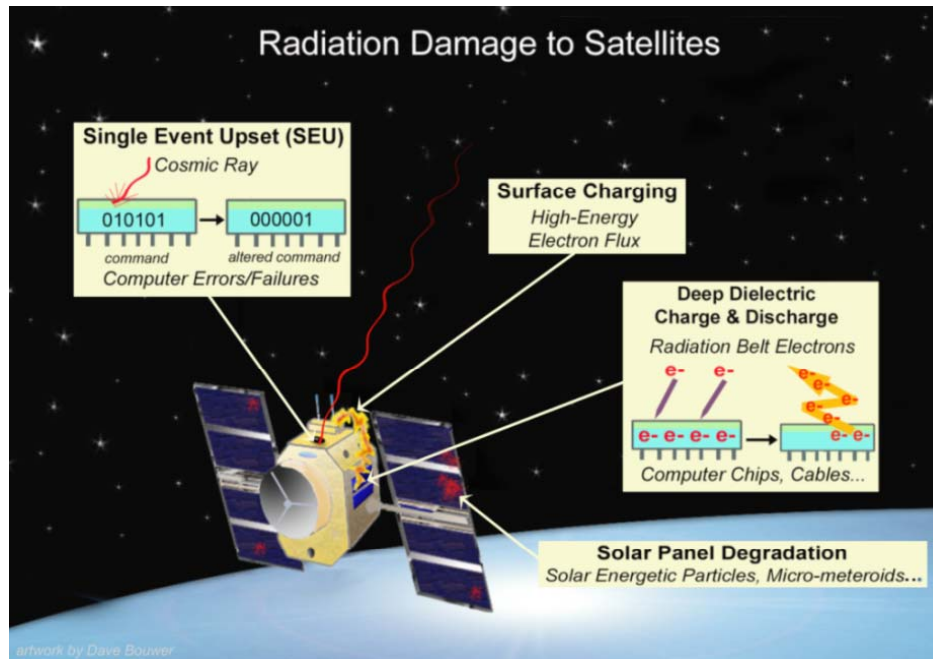 Radiation Damage to Satellites
Single Event Upset (SEU)
Cosmic Ray
010101
000001
command
altered command
Computer Errors/Failures
Surface Charging
High-Energy
Electron Flux
Deep Dielectric
Charge & Discharge
Radiation Belt Electrons
e- e-
e- e- e- e-
e-
e-
e-
e-
e- e-
Computer Chips, Cables...
Solar Panel Degradation
Solar Energetic Particles, Micro-meteroids...
artwork by Dave Bouwer